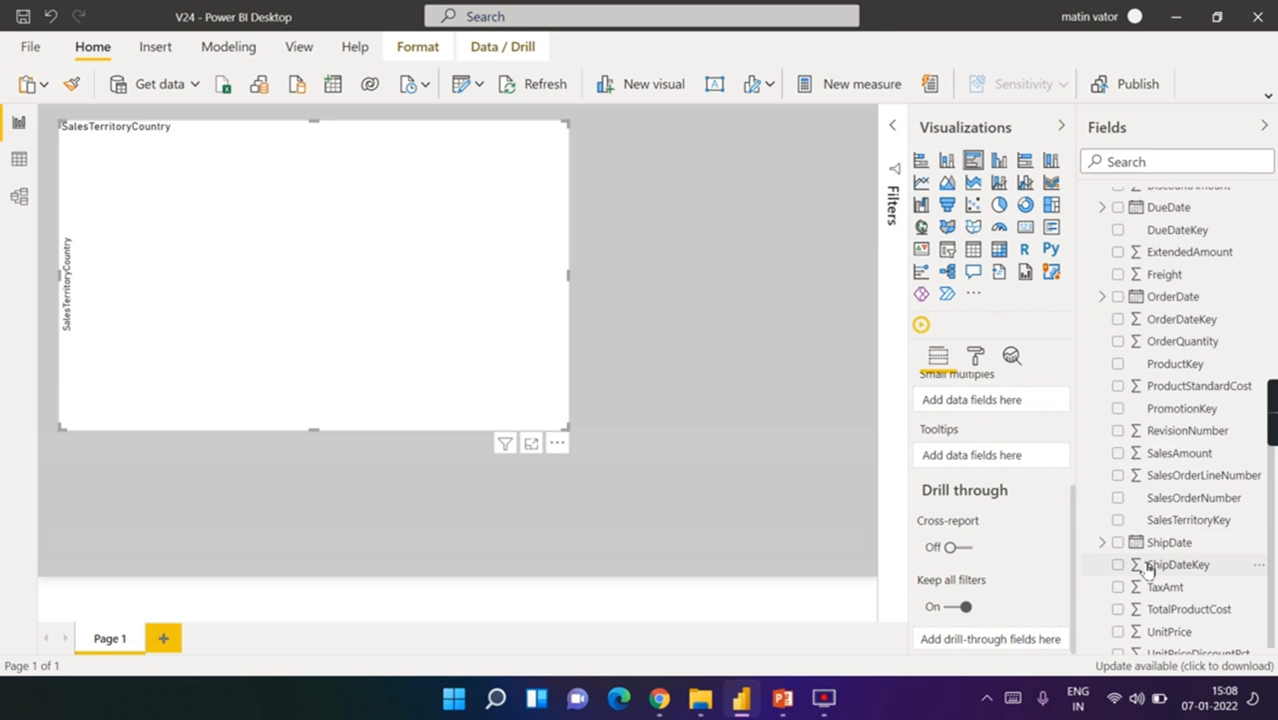 V24 - Power BI Desktop
Search
matin vator
File
Home
Insert
Modeling
View
Help
Format
Data / Drill
Get data
Refresh
New visual
New measure
Sensitivity
Publish
SalesTerritoryCountry
SalesTerritoryCountry
Filters
Visualizations
R
Py
Small multiples
Add data fields here
Tooltips
Add data fields here
Drill through
Cross-report
Off
Keep all filters
On
Add drill-through fields here
Fields
Search
DiscountAmount
DueDate
DueDateKey
ExtendedAmount
Freight
OrderDate
OrderDateKey
OrderQuantity
ProductKey
ProductStandardCost
PromotionKey
RevisionNumber
SalesAmount
SalesOrderLineNumber
SalesOrderNumber
SalesTerritoryKey
ShipDate
ShipDateKey
TaxAmt
TotalProductCost
UnitPrice
UnitPriceDiscountPct
Page 1
Page 1 of 1
Update available (click to download)
ENG
IN
15:08
07-01-2022